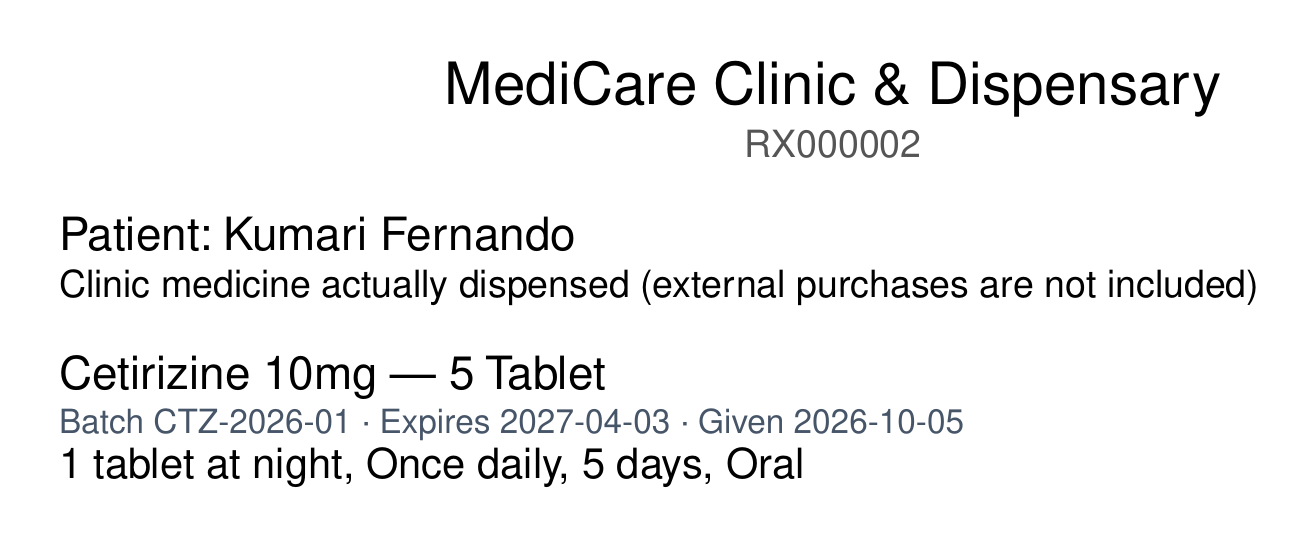 MediCare Clinic & Dispensary
RX000002
Patient: Kumari Fernando
Clinic medicine actually dispensed (external purchases are not included)
Cetirizine 10mg — 5 Tablet
Batch CTZ-2026-01 · Expires 2027-04-03 · Given 2026-10-05
1 tablet at night, Once daily, 5 days, Oral